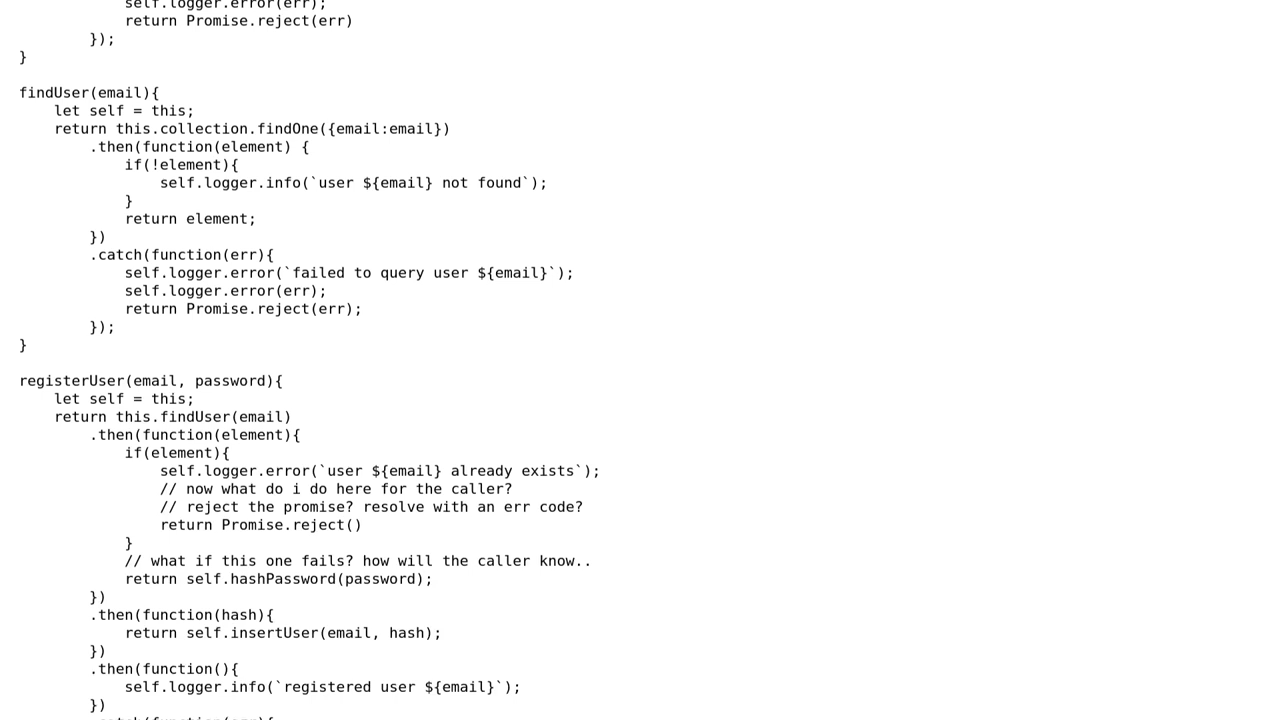 self.logger.error(err);
            return Promise.reject(err)
        });
}

findUser(email){
    let self = this;
    return this.collection.findOne({email:email})
        .then(function(element) {
            if(!element){
                self.logger.info(`user ${email} not found`);
            }
            return element;
        })
        .catch(function(err){
            self.logger.error(`failed to query user ${email}`);
            self.logger.error(err);
            return Promise.reject(err);
        });
}

registerUser(email, password){
    let self = this;
    return this.findUser(email)
        .then(function(element){
            if(element){
                self.logger.error(`user ${email} already exists`);
                // now what do i do here for the caller?
                // reject the promise? resolve with an err code?
                return Promise.reject()
            }
            // what if this one fails? how will the caller know..
            return self.hashPassword(password);
        })
        .then(function(hash){
            return self.insertUser(email, hash);
        })
        .then(function(){
            self.logger.info(`registered user ${email}`);
        })
        .catch(function(err){